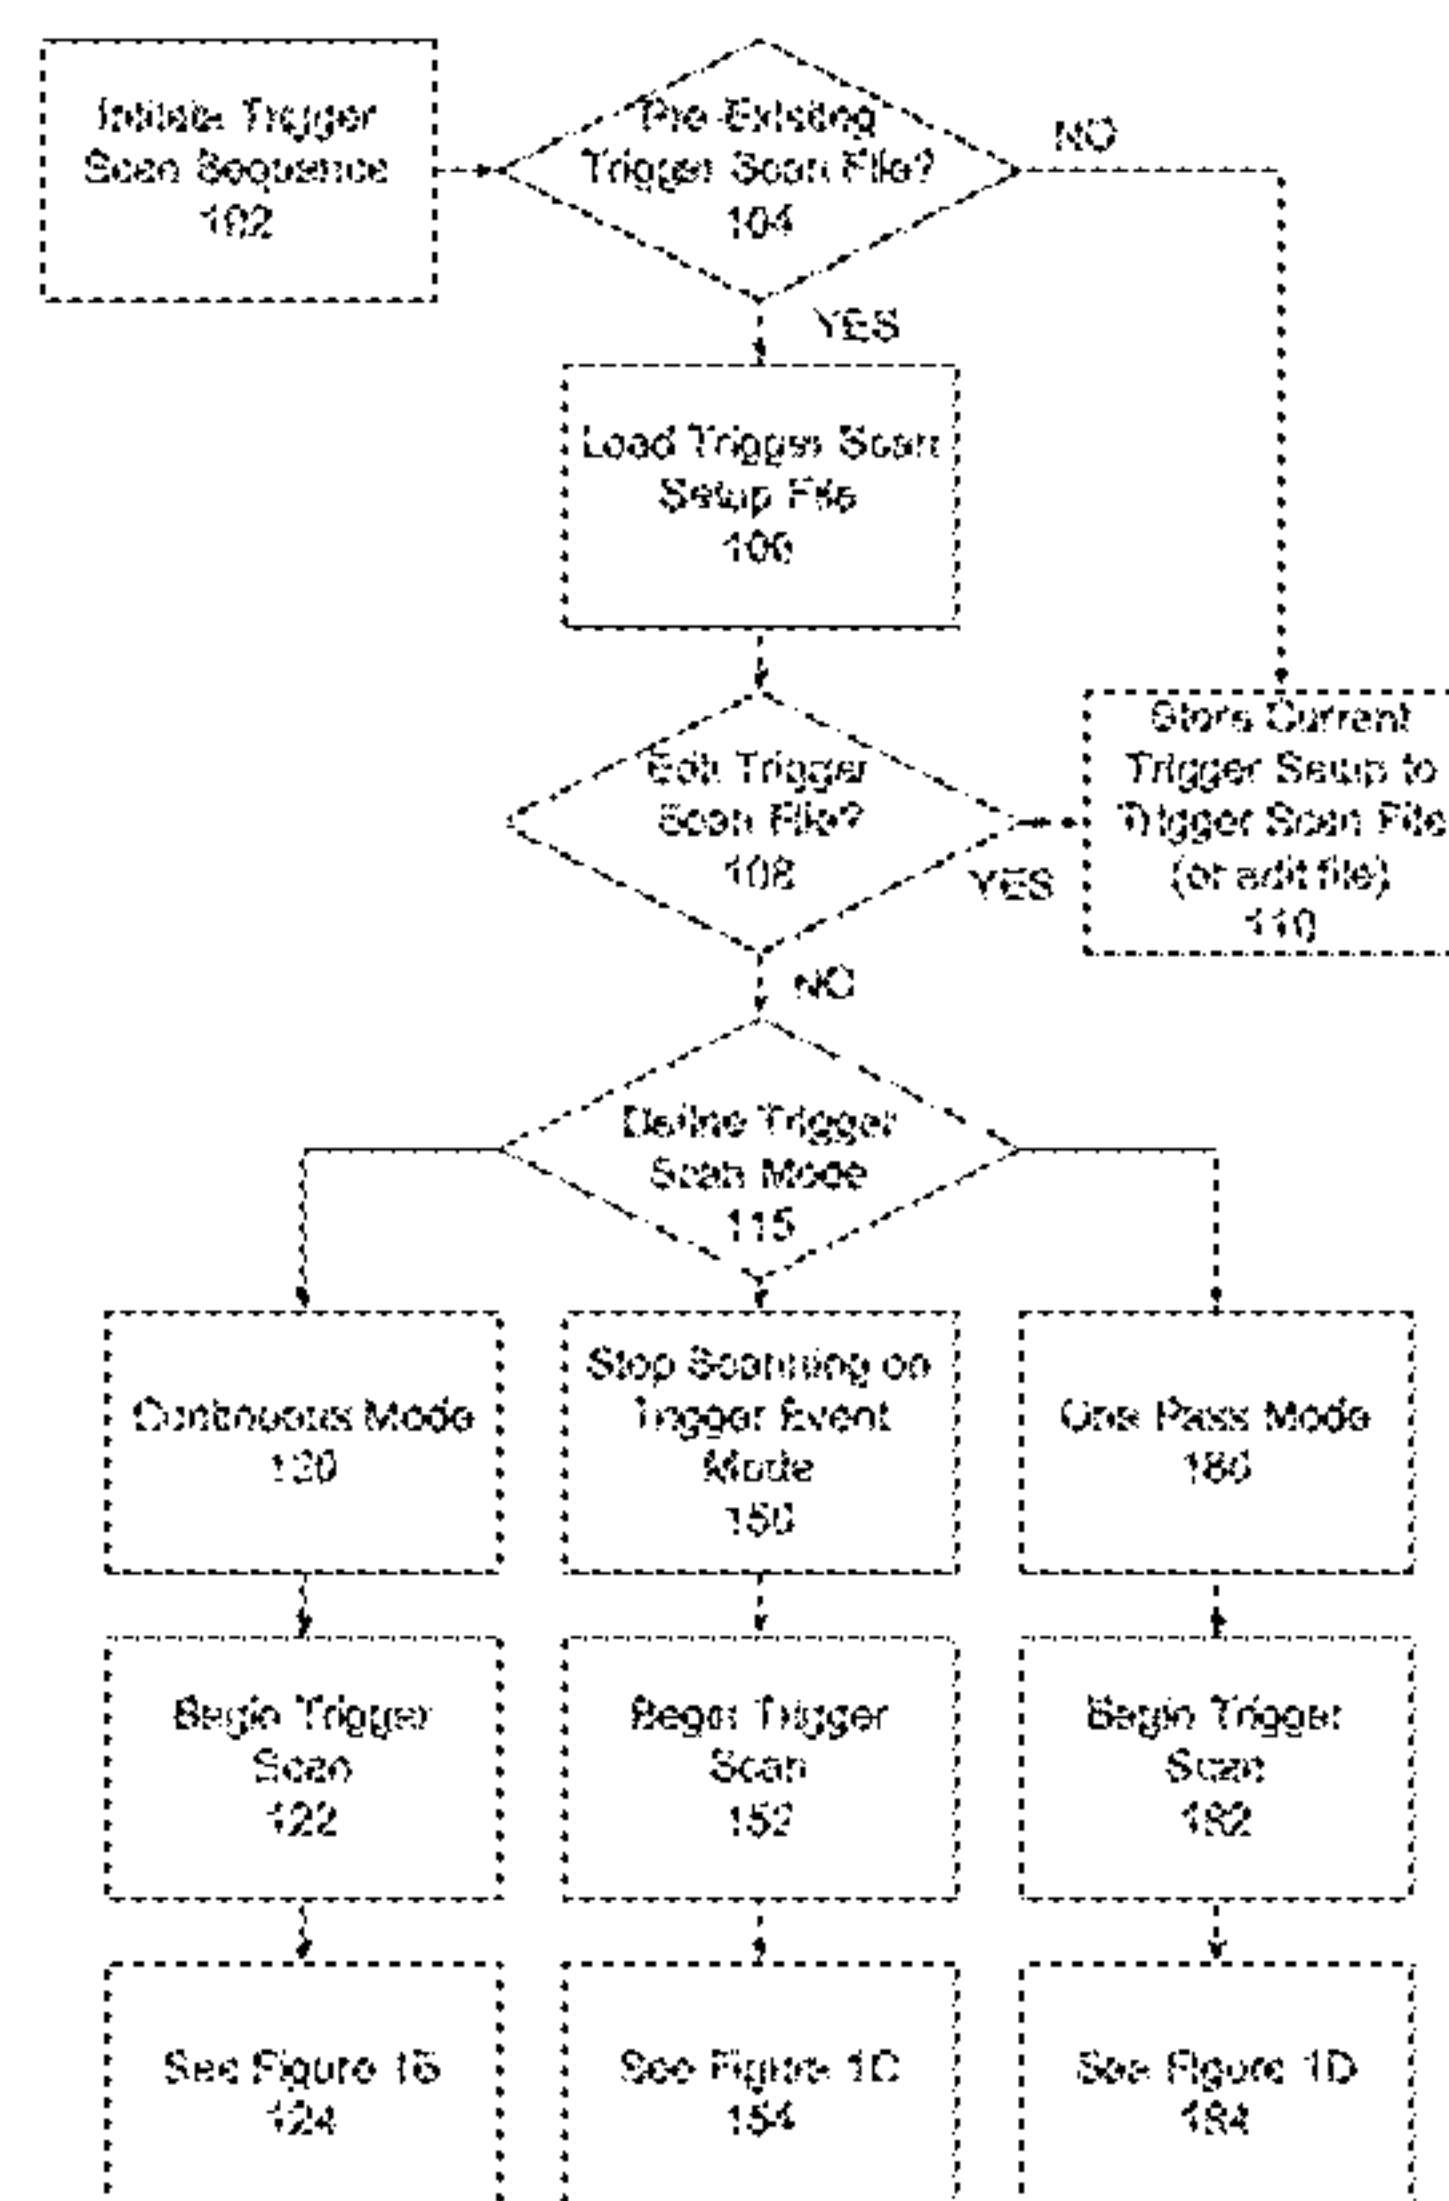 Initiate Trigger
Scan Sequence
102
Pre-Existing
Trigger Scan File?
104
NO
YES
Load Trigger Scan
Setup File
106
Edit Trigger
Scan File?
108
YES
Store Current
Trigger Setup to
Trigger Scan File
(or edit file)
110
NO
Define Trigger
Scan Mode
115
Continuous Mode
120
Stop Scanning on
Trigger Event
Mode
150
One Pass Mode
180
Begin Trigger
Scan
122
Begin Trigger
Scan
152
Begin Trigger
Scan
182
See Figure 1B
124
See Figure 1C
154
See Figure 1D
184